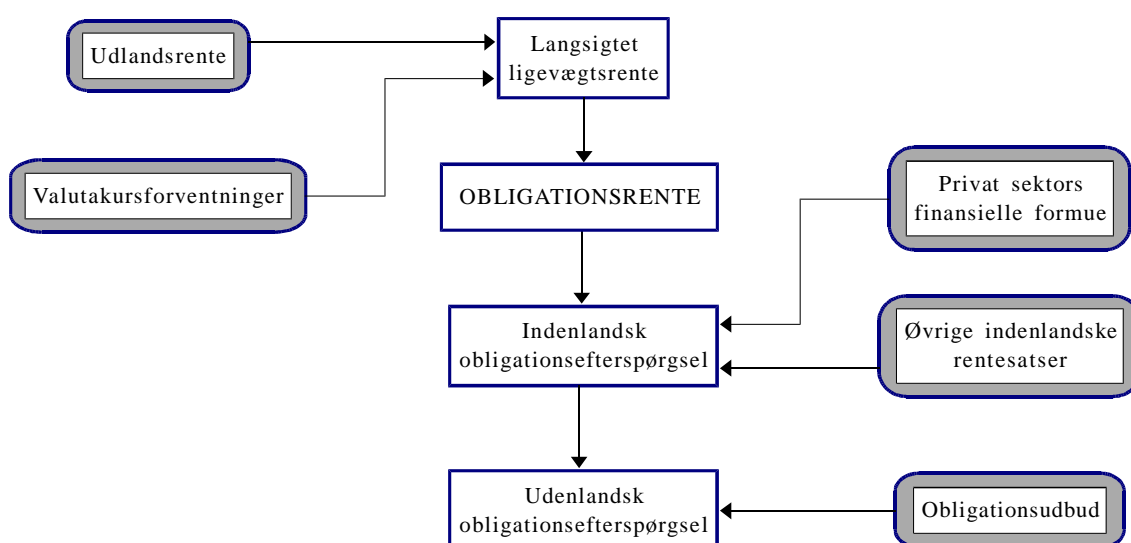 Udlandsrente
Langsigtet
ligevægtsrente
Valutakursforventninger
OBLIGATIONSRENTE
Privat sektors
finansielle formue
Indenlandsk
obligationsefterspørgsel
Øvrige indenlandske
rentesatser
Udenlandsk
obligationsefterspørgsel
Obligationsudbud